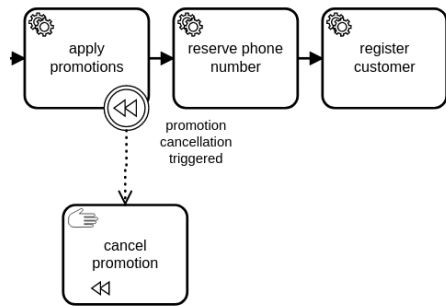 apply
promotions
reserve phone
number
register
customer
promotion
cancellation
triggered
cancel
promotion